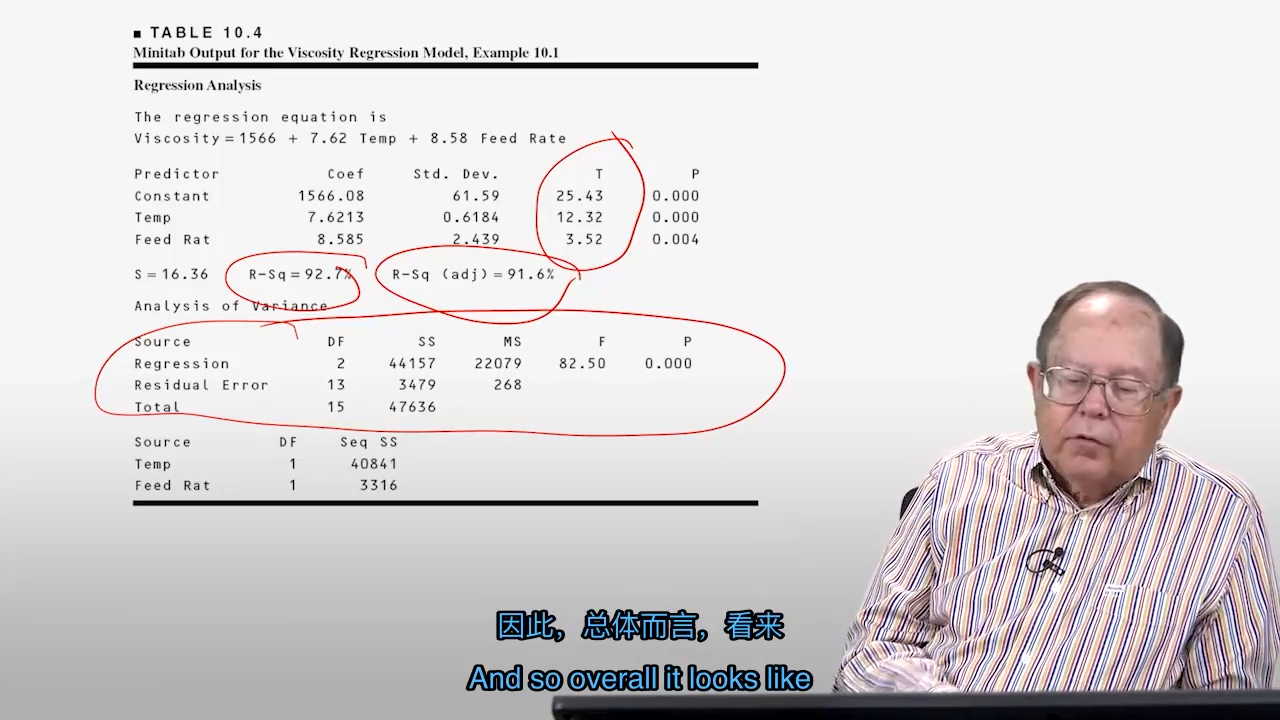 ■ TABLE 10.4
Minitab Output for the Viscosity Regression Model, Example 10.1
Regression Analysis
The regression equation is
Viscosity = 1566 + 7.62 Temp + 8.58 Feed Rate
Predictor Coef Std. Dev. T P
Constant 1566.08 61.59 25.43 0.000
Temp 7.6213 0.6184 12.32 0.000
Feed Rat 8.585 2.439 3.52 0.004
S = 16.36 R-Sq = 92.7% R-Sq (adj) = 91.6%
Analysis of Variance
Source DF SS MS F P
Regression 2 44157 22079 82.50 0.000
Residual Error 13 3479 268
Total 15 47636
Source DF Seq SS
Temp 1 40841
Feed Rat 1 3316
因此，总体而言，看来
And so overall it looks like